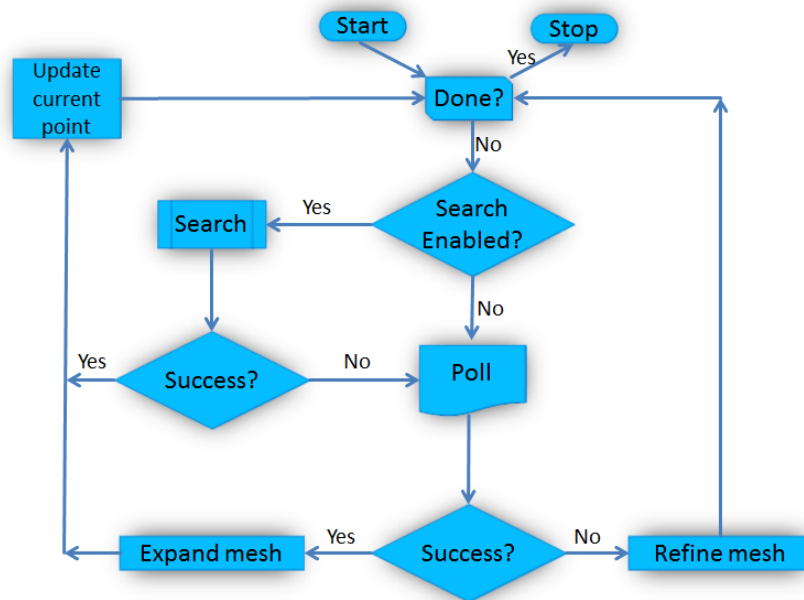 Start
Stop
Yes
Update
current
point
Done?
No
Search
Enabled?
Yes
Search
No
Poll
Success?
Yes
No
Success?
Yes
No
Expand mesh
Refine mesh